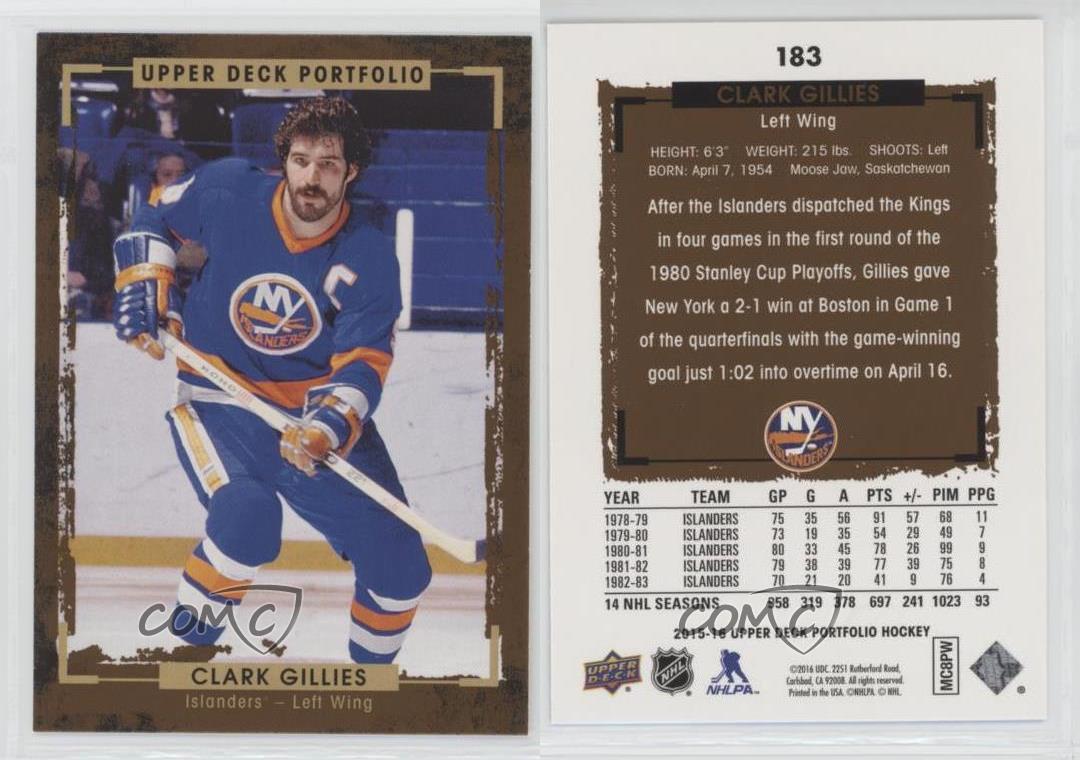 UPPER DECK PORTFOLIO
C
NY
ISLANDERS
KOHO
CLARK GILLIES
Islanders - Left Wing
COMC
183
CLARK GILLIES
Left Wing
HEIGHT: 6'3" WEIGHT: 215 lbs. SHOOTS: Left
BORN: April 7, 1954 Moose Jaw, Saskatchewan
After the Islanders dispatched the Kings
in four games in the first round of the
1980 Stanley Cup Playoffs, Gillies gave
New York a 2-1 win at Boston in Game 1
of the quarterfinals with the game-winning
goal just 1:02 into overtime on April 16.
NY
ISLANDERS
YEAR TEAM GP G A PTS +/- PIM PPG
1978-79 ISLANDERS 75 35 56 91 57 68 11
1979-80 ISLANDERS 73 19 35 54 29 49 7
1980-81 ISLANDERS 80 33 45 78 26 99 9
1981-82 ISLANDERS 79 38 39 77 39 75 8
1982-83 ISLANDERS 70 21 20 41 9 76 4
14 NHL SEASONS 958 319 378 697 241 1023 93
2015-16 UPPER DECK PORTFOLIO HOCKEY
COMC
UPPER DECK
NHL
NHLPA
©2016 UDC. 2251 Rutherford Road,
Carlsbad, CA 92008. All rights reserved.
Printed in the USA. ©NHLPA. © NHL.
MC8PW